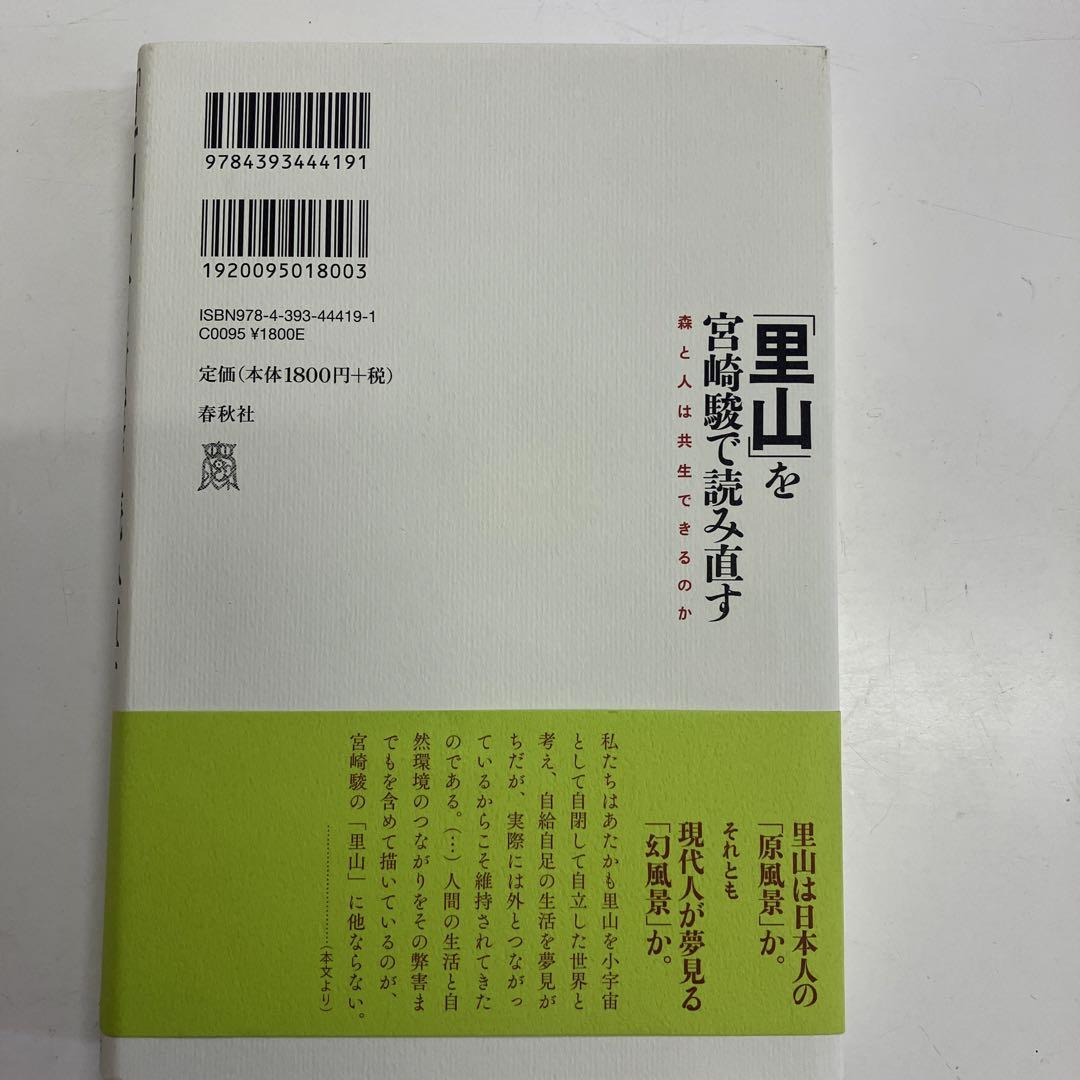 9784393444191
1920095018003
ISBN978-4-393-44419-1
C0095 ¥1800E
定価(本体1800円+税)
春秋社
「里山」を
宮崎駿で読み直す
森と人は共生できるのか
里山は日本人の
「原風景」か。
それとも
現代人が夢見る
「幻風景」か。
私たちはあたかも里山を小宇宙
として自閉して自立した世界と
考え、自給自足の生活を夢見が
ちだが、実際には外とつながっ
ているからこそ維持されてきた
のである。(…)人間の生活と自
然環境のつながりをその弊害ま
でもを含めて描いているのが、
宮崎駿の「里山」に他ならない。
(本文より)